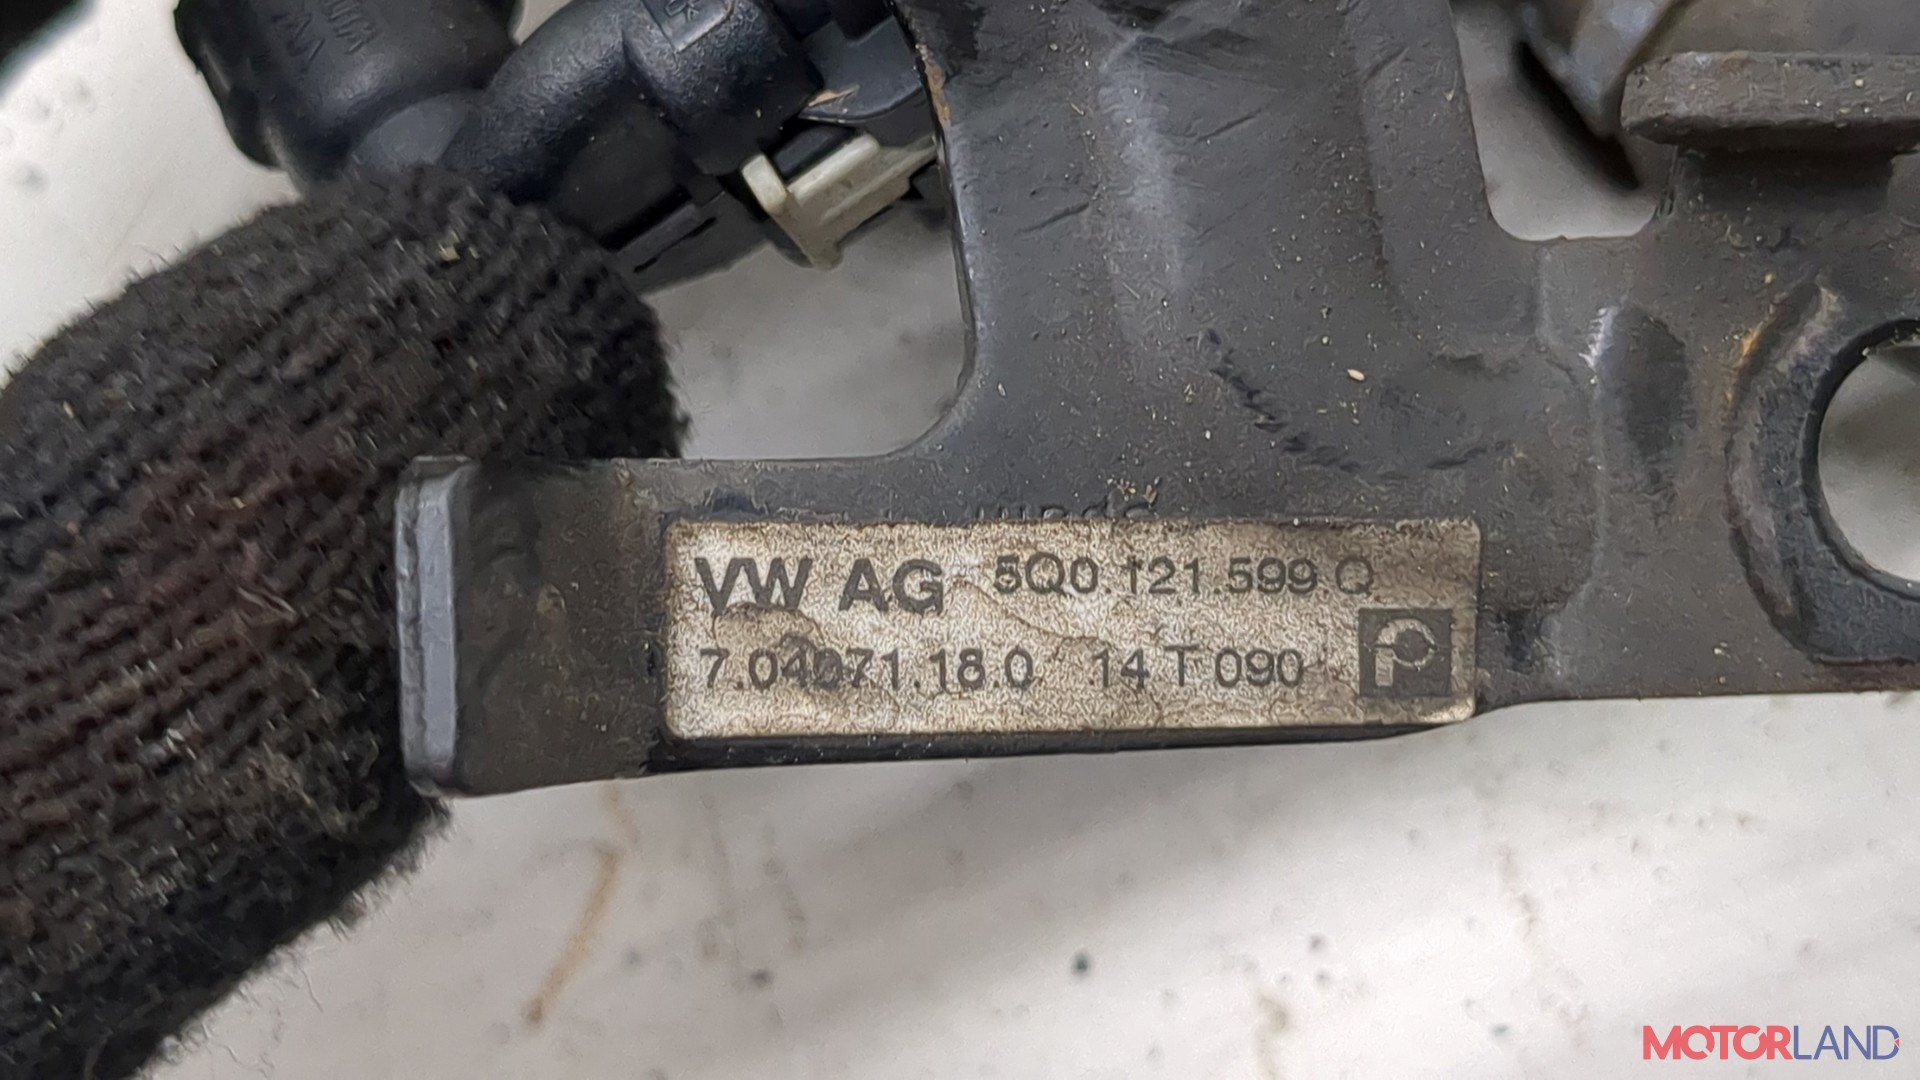 VW AG 5Q0.121.599.Q
7.04071.18.0 14 T 090
MOTORLAND